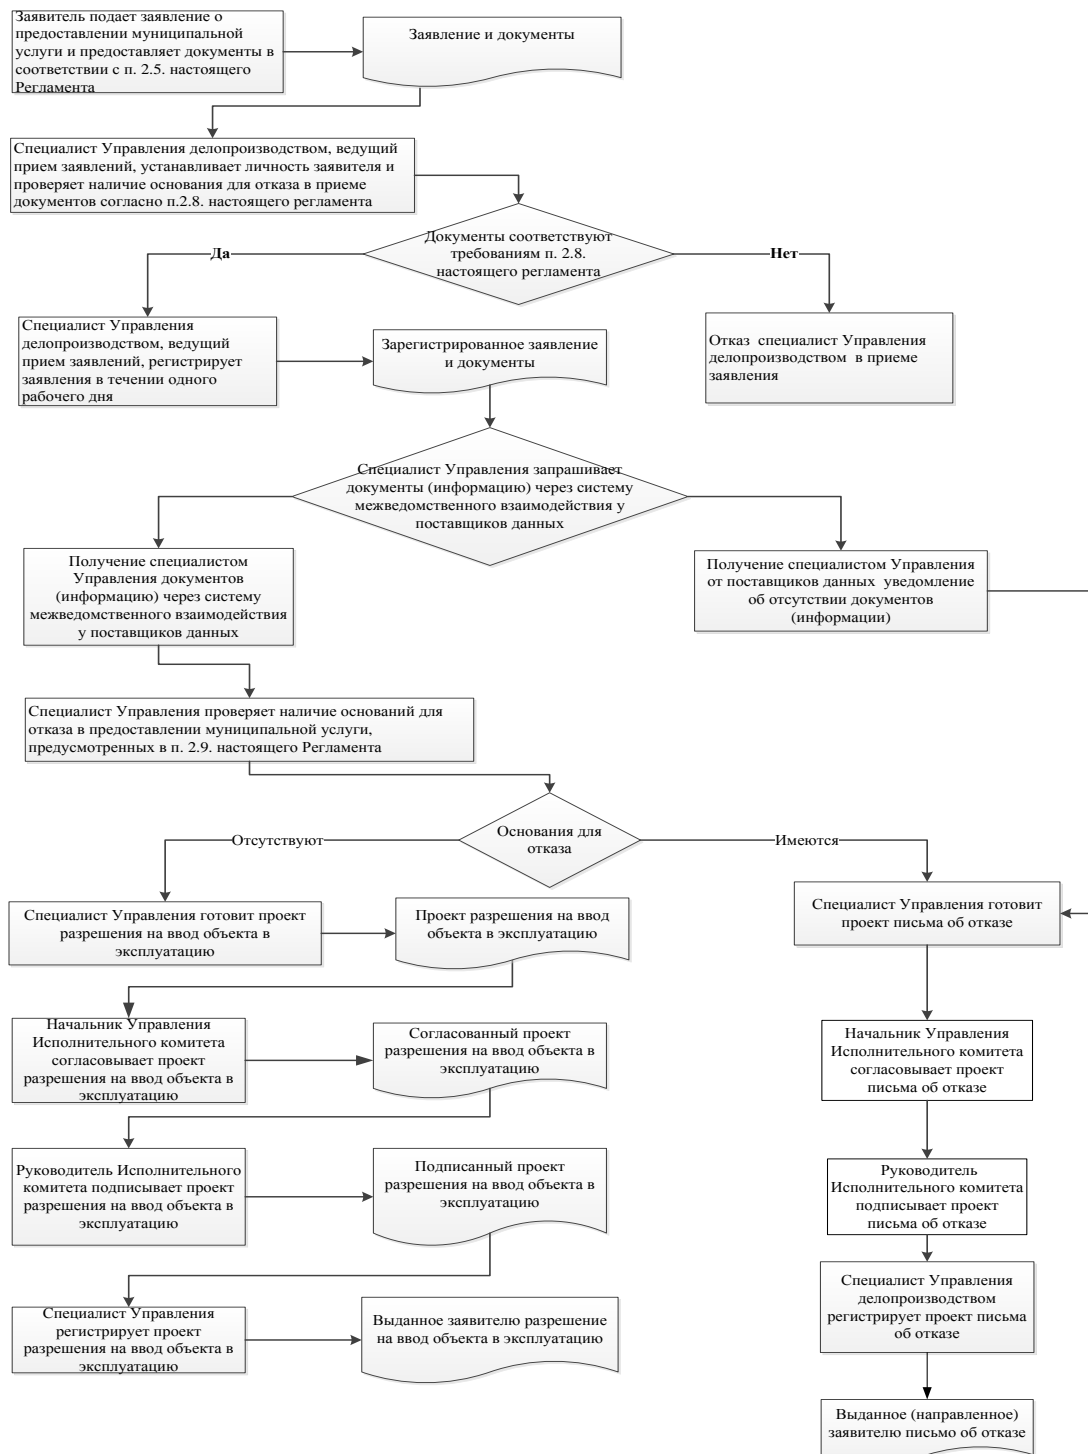 Заявитель подает заявление о
предоставлении муниципальной
услуги и предоставляет документы в
соответствии с п. 2.5. настоящего
Регламента
Заявление и документы
Специалист Управления делопроизводством, ведущий
прием заявлений, устанавливает личность заявителя и
проверяет наличие основания для отказа в приеме
документов согласно п.2.8. настоящего регламента
Документы соответствуют
требованиям п. 2.8.
настоящего регламента
Да
Нет
Специалист Управления
делопроизводством, ведущий
прием заявлений, регистрирует
заявления в течении одного
рабочего дня
Зарегистрированное заявление
и документы
Отказ специалист Управления
делопроизводством в приеме
заявления
Специалист Управления запрашивает
документы (информацию) через систему
межведомственного взаимодействия у
поставщиков данных
Получение специалистом
Управления документов
(информацию) через систему
межведомственного взаимодействия
у поставщиков данных
Получение специалистом Управления
от поставщиков данных уведомление
об отсутствии документов
(информации)
Специалист Управления проверяет наличие оснований для
отказа в предоставлении муниципальной услуги,
предусмотренных в п. 2.9. настоящего Регламента
Основания для
отказа
Отсутствуют
Имеются
Специалист Управления готовит проект
разрешения на ввод объекта в
эксплуатацию
Проект разрешения на ввод
объекта в эксплуатацию
Специалист Управления готовит
проект письма об отказе
Начальник Управления
Исполнительного комитета
согласовывает проект
разрешения на ввод объекта в
эксплуатацию
Согласованный проект
разрешения на ввод объекта в
эксплуатацию
Начальник Управления
Исполнительного комитета
согласовывает проект
письма об отказе
Руководитель Исполнительного
комитета подписывает проект
разрешения на ввод объекта в
эксплуатацию
Подписанный проект
разрешения на ввод объекта в
эксплуатацию
Руководитель
Исполнительного комитета
подписывает проект
письма об отказе
Специалист Управления
регистрирует проект
разрешения на ввод объекта в
эксплуатацию
Выданное заявителю разрешение
на ввод объекта в эксплуатацию
Специалист Управления
делопроизводством
регистрирует проект письма
об отказе
Выданное (направленное)
заявителю письмо об отказе